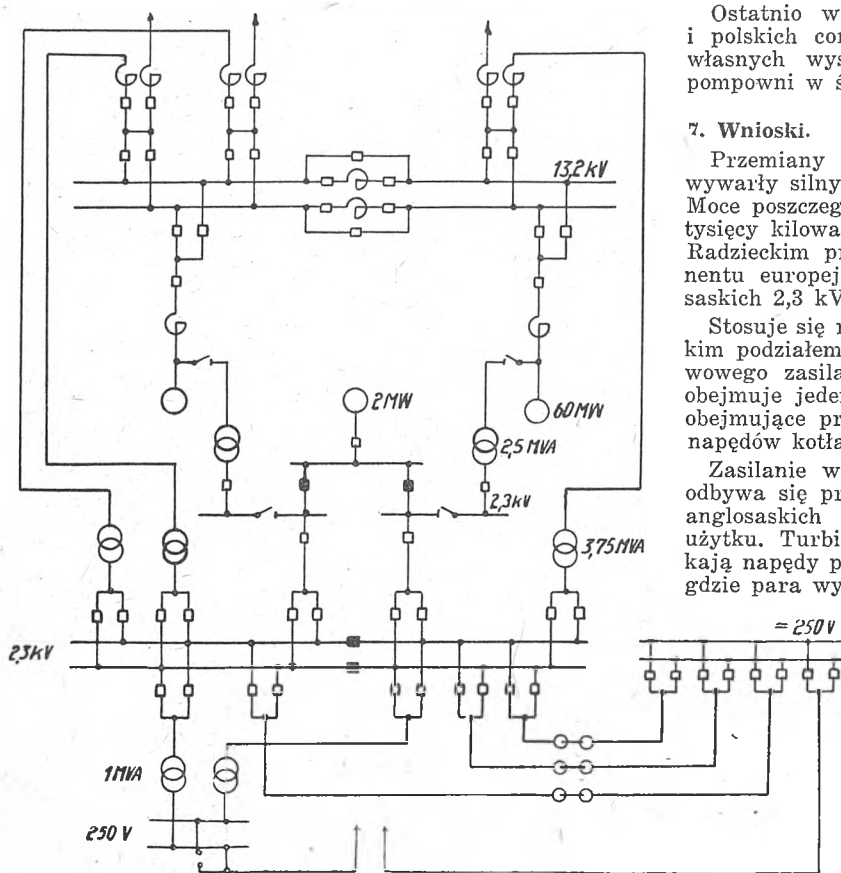 Ostatnio w
i polskich cor
własnych wys
pompowni w ś
7. Wnioski.
Przemiany
wywarły silny
Moce poszczeg
tysięcy kilowa
Radzieckim pr
nentu europej
saskich 2,3 kV
Stosuje się r
kim podziałem
wowego zasila
obejmuje jeder
obejmujące pr
napędów kotła
Zasilanie w
odbywa się pr
anglosaskich
użytku. Turbi
kają napędy p
gdzie para wy
13,2 kV
2 MW
60 MW
2,5 MVA
2,3 kV
3,75 MVA
2,3 kV
= 250 V
1 MVA
250 V